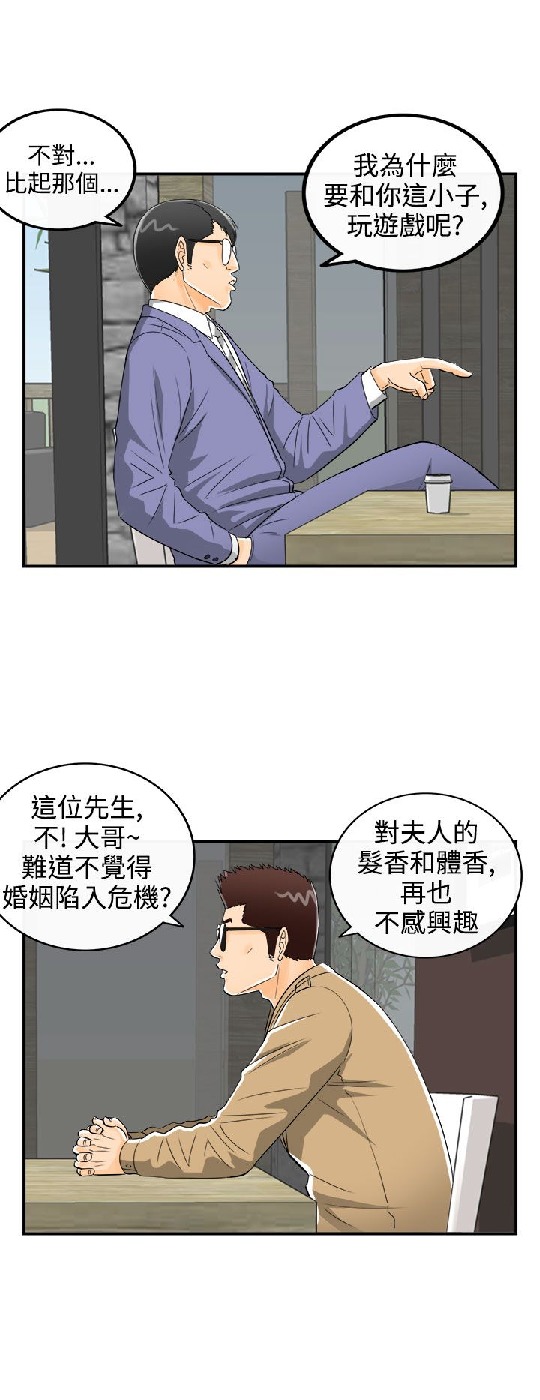 不對...
比起那個...
我為什麼
要和你這小子,
玩遊戲呢?
這位先生,
不! 大哥~
難道不覺得
婚姻陷入危機?
對夫人的
髮香和體香,
再也
不感興趣